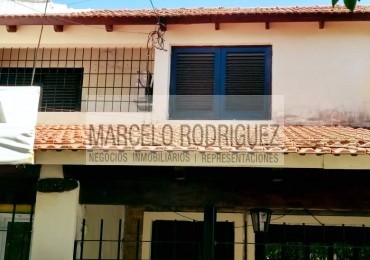 MARCELO RODRIGUEZ
NEGOCIOS INMOBILIARIOS | REPRESENTACIONES